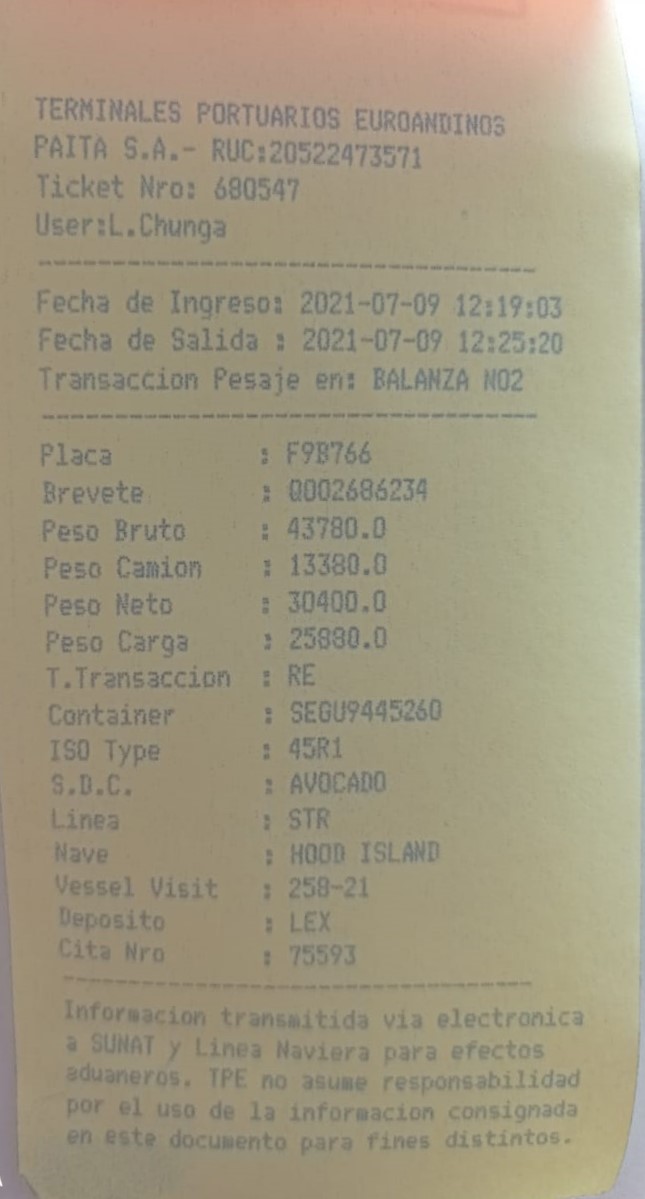 TERMINALES PORTUARIOS EUROANDINOS
PAITA S.A.- RUC:20522473571
Ticket Nro: 680547
User:L.Chunga
Fecha de Ingreso: 2021-07-09 12:19:03
Fecha de Salida : 2021-07-09 12:25:20
Transaccion Pesaje en: BALANZA NO2
Placa : F9B766
Brevete : Q002686234
Peso Bruto : 43780.0
Peso Camion : 13380.0
Peso Neto : 30400.0
Peso Carga : 25880.0
T.Transaccion : RE
Container : SEGU9445260
ISO Type : 45R1
S.D.C. : AVOCADO
Linea : STR
Nave : HOOD ISLAND
Vessel Visit : 258-21
Deposito : LEX
Cita Nro : 75593
Informacion transmitida via electronica
a SUNAT y Linea Naviera para efectos
aduaneros. TPE no asume responsabilidad
por el uso de la informacion consignada
en este documento para fines distintos.